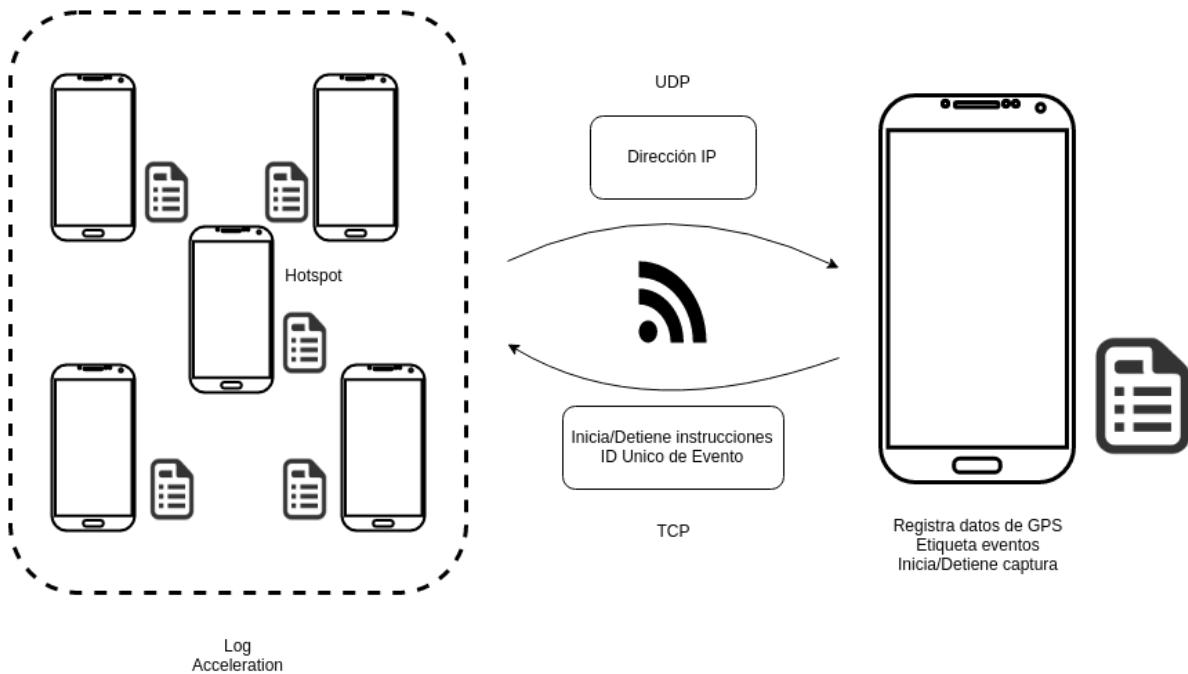 UDP
Dirección IP
Hotspot
Inicia/Detiene instrucciones
ID Unico de Evento
TCP
Registra datos de GPS
Etiqueta eventos
Inicia/Detiene captura
Log
Acceleration